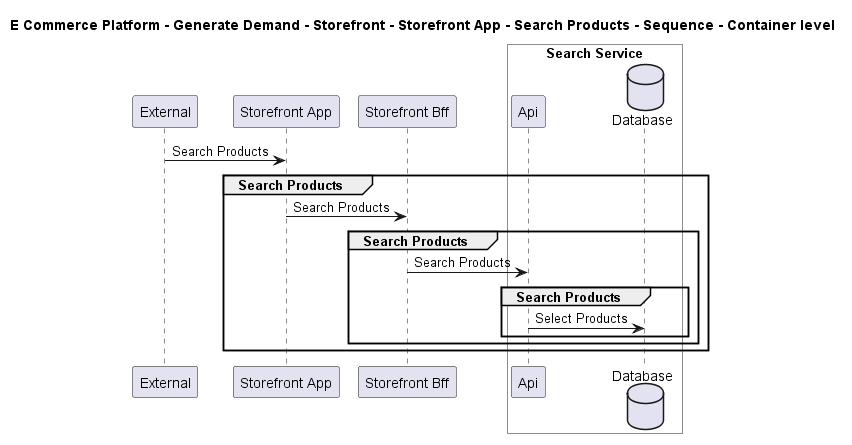 E Commerce Platform - Generate Demand - Storefront - Storefront App - Search Products - Sequence - Container level
Search Service
External
Storefront App
Storefront Bff
Api
Database
Search Products
Search Products
Search Products
Search Products
Search Products
Search Products
Select Products
External
Storefront App
Storefront Bff
Api
Database